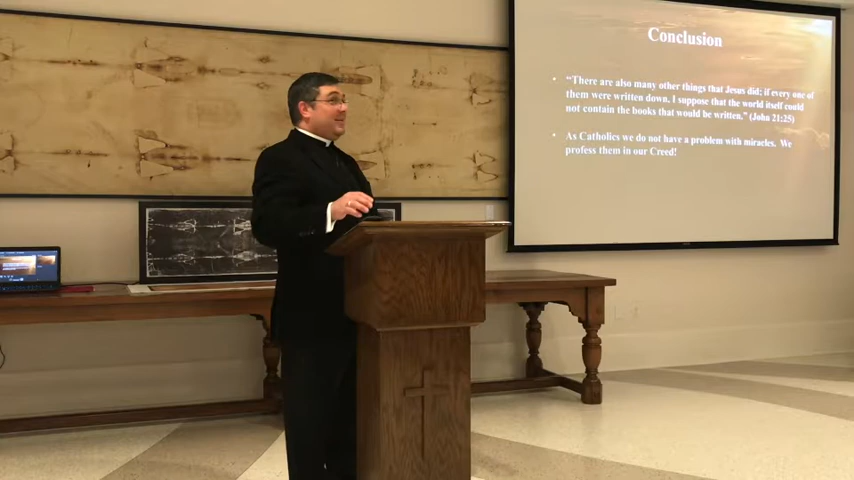 Conclusion
• "There are also many other things that Jesus did; if every one of
them were written down, I suppose that the world itself could
not contain the books that would be written." (John 21:25)
• As Catholics we do not have a problem with miracles. We
profess them in our Creed!